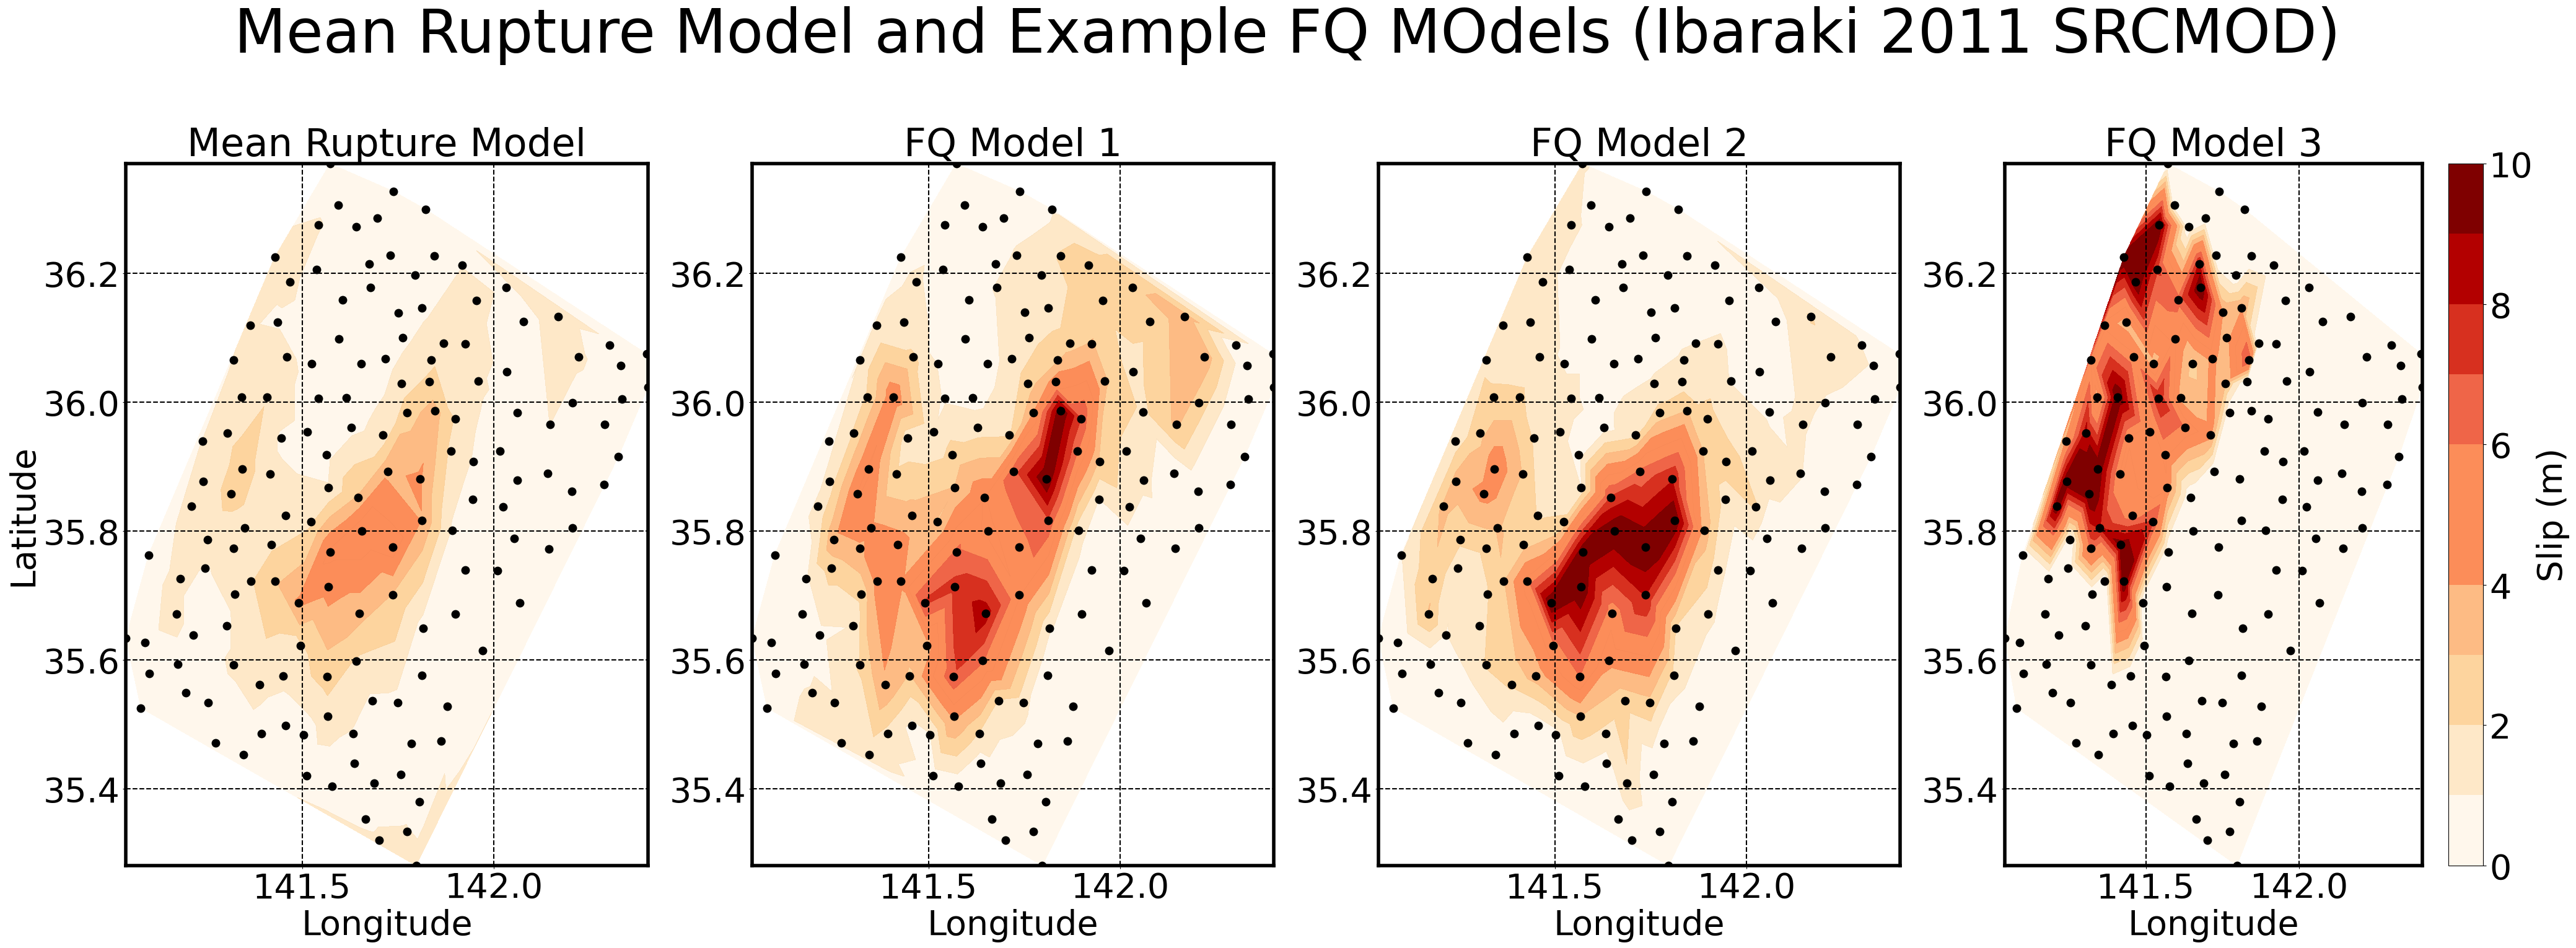 Mean Rupture Model and Example FQ MOdels (Ibaraki 2011 SRCMOD)
Mean Rupture Model
FQ Model 1
FQ Model 2
FQ Model 3
Latitude
36.2
36.0
35.8
35.6
35.4
141.5 142.0
Longitude
36.2
36.0
35.8
35.6
35.4
141.5 142.0
Longitude
36.2
36.0
35.8
35.6
35.4
141.5 142.0
Longitude
36.2
36.0
35.8
35.6
35.4
141.5 142.0
Longitude
10
8
6
4
2
0
Slip (m)